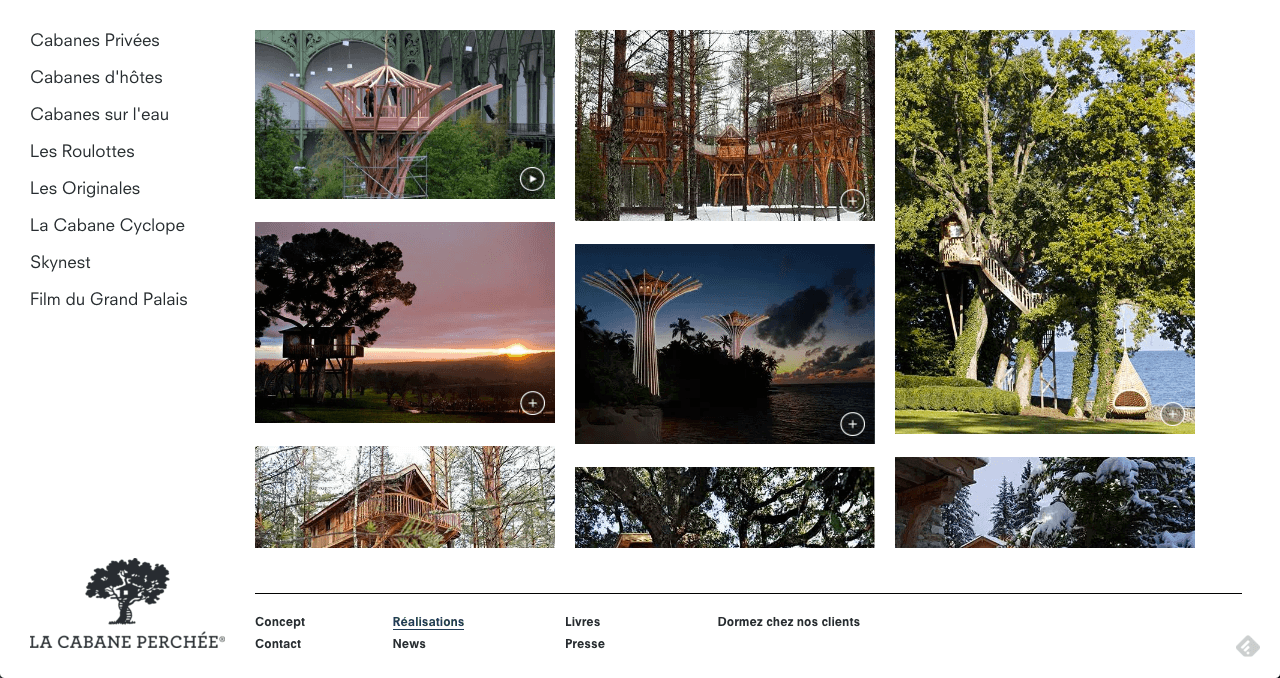 Cabanes Privées
Cabanes d'hôtes
Cabanes sur l'eau
Les Roulottes
Les Originales
La Cabane Cyclope
Skynest
Film du Grand Palais
LA CABANE PERCHÉE®
Concept
Réalisations
Livres
Dormez chez nos clients
Contact
News
Presse